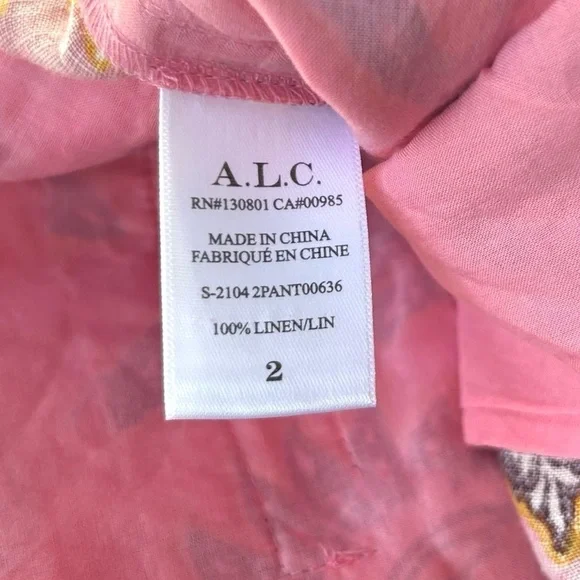 A.L.C.
RN#130801 CA#00985
MADE IN CHINA
FABRIQUÉ EN CHINE
S-2104 2PANT00636
100% LINEN/LIN
2